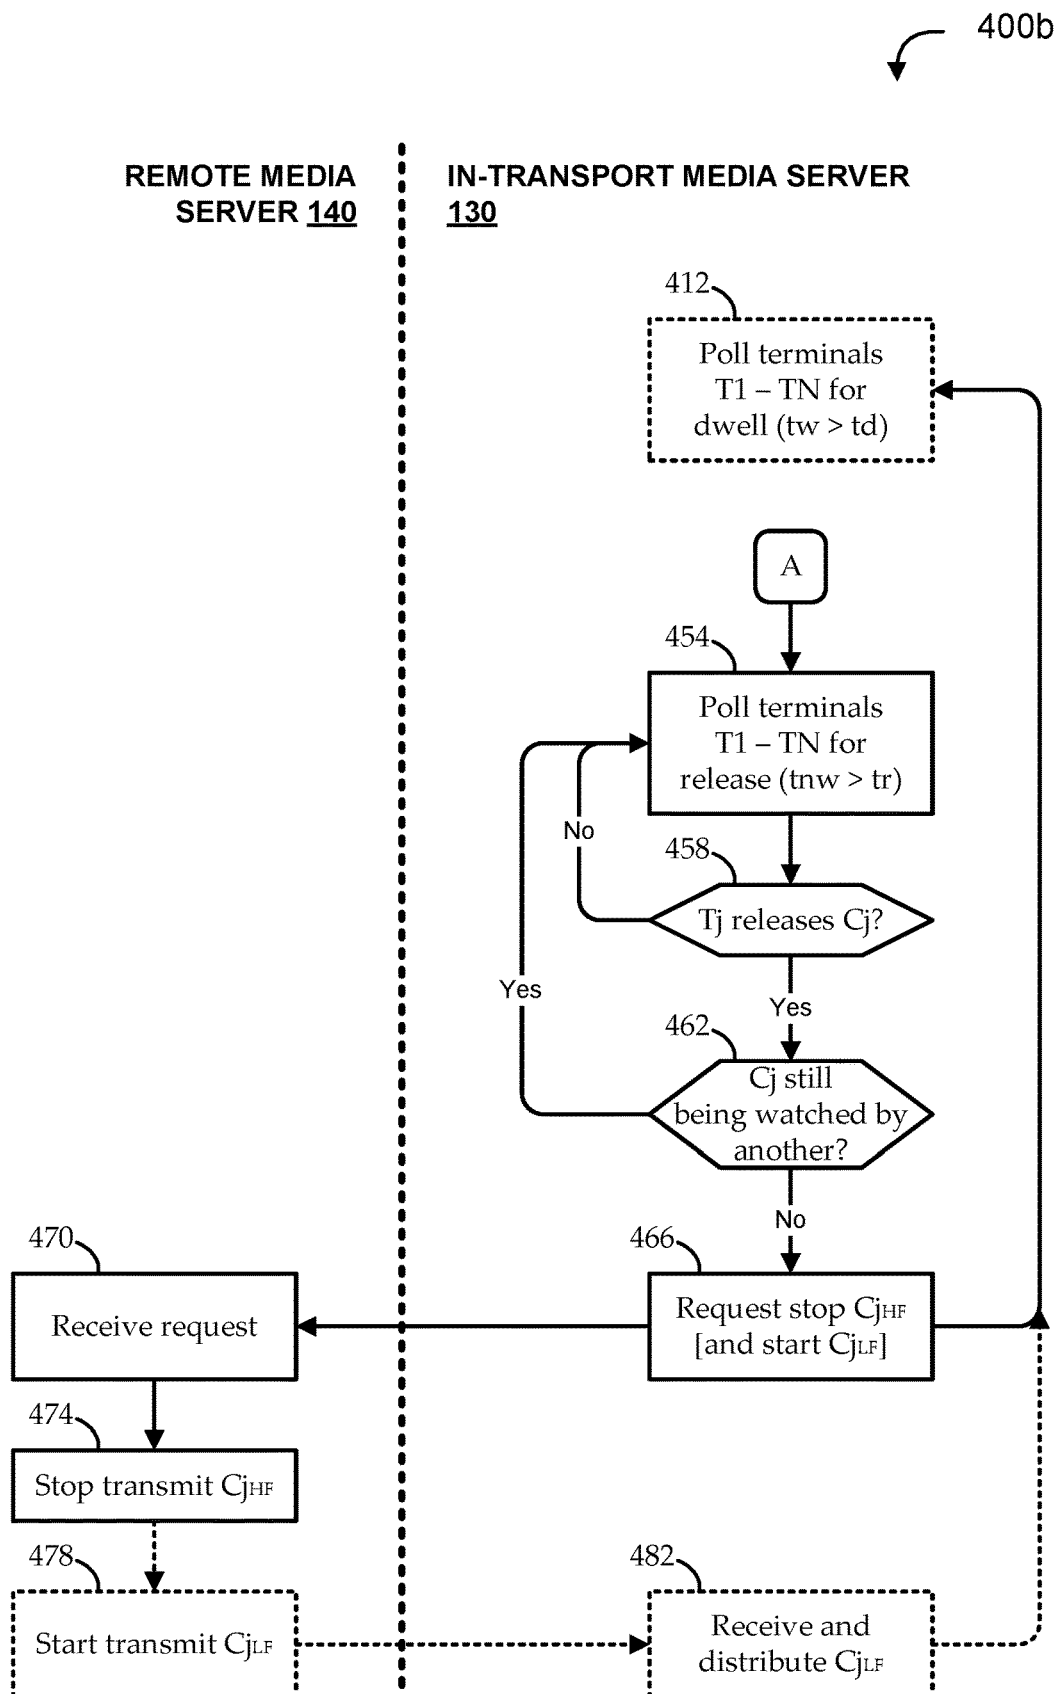 400b
REMOTE MEDIA
SERVER 140
IN-TRANSPORT MEDIA SERVER
130
412
Poll terminals
T1 – TN for
dwell (tw > td)
A
454
Poll terminals
T1 – TN for
release (tnw > tr)
No
458
Tj releases Cj?
Yes
Yes
462
Cj still
being watched by
another?
No
466
Request stop CjHF
[and start CjLF]
470
Receive request
474
Stop transmit CjHF
478
Start transmit CjLF
482
Receive and
distribute CjLF